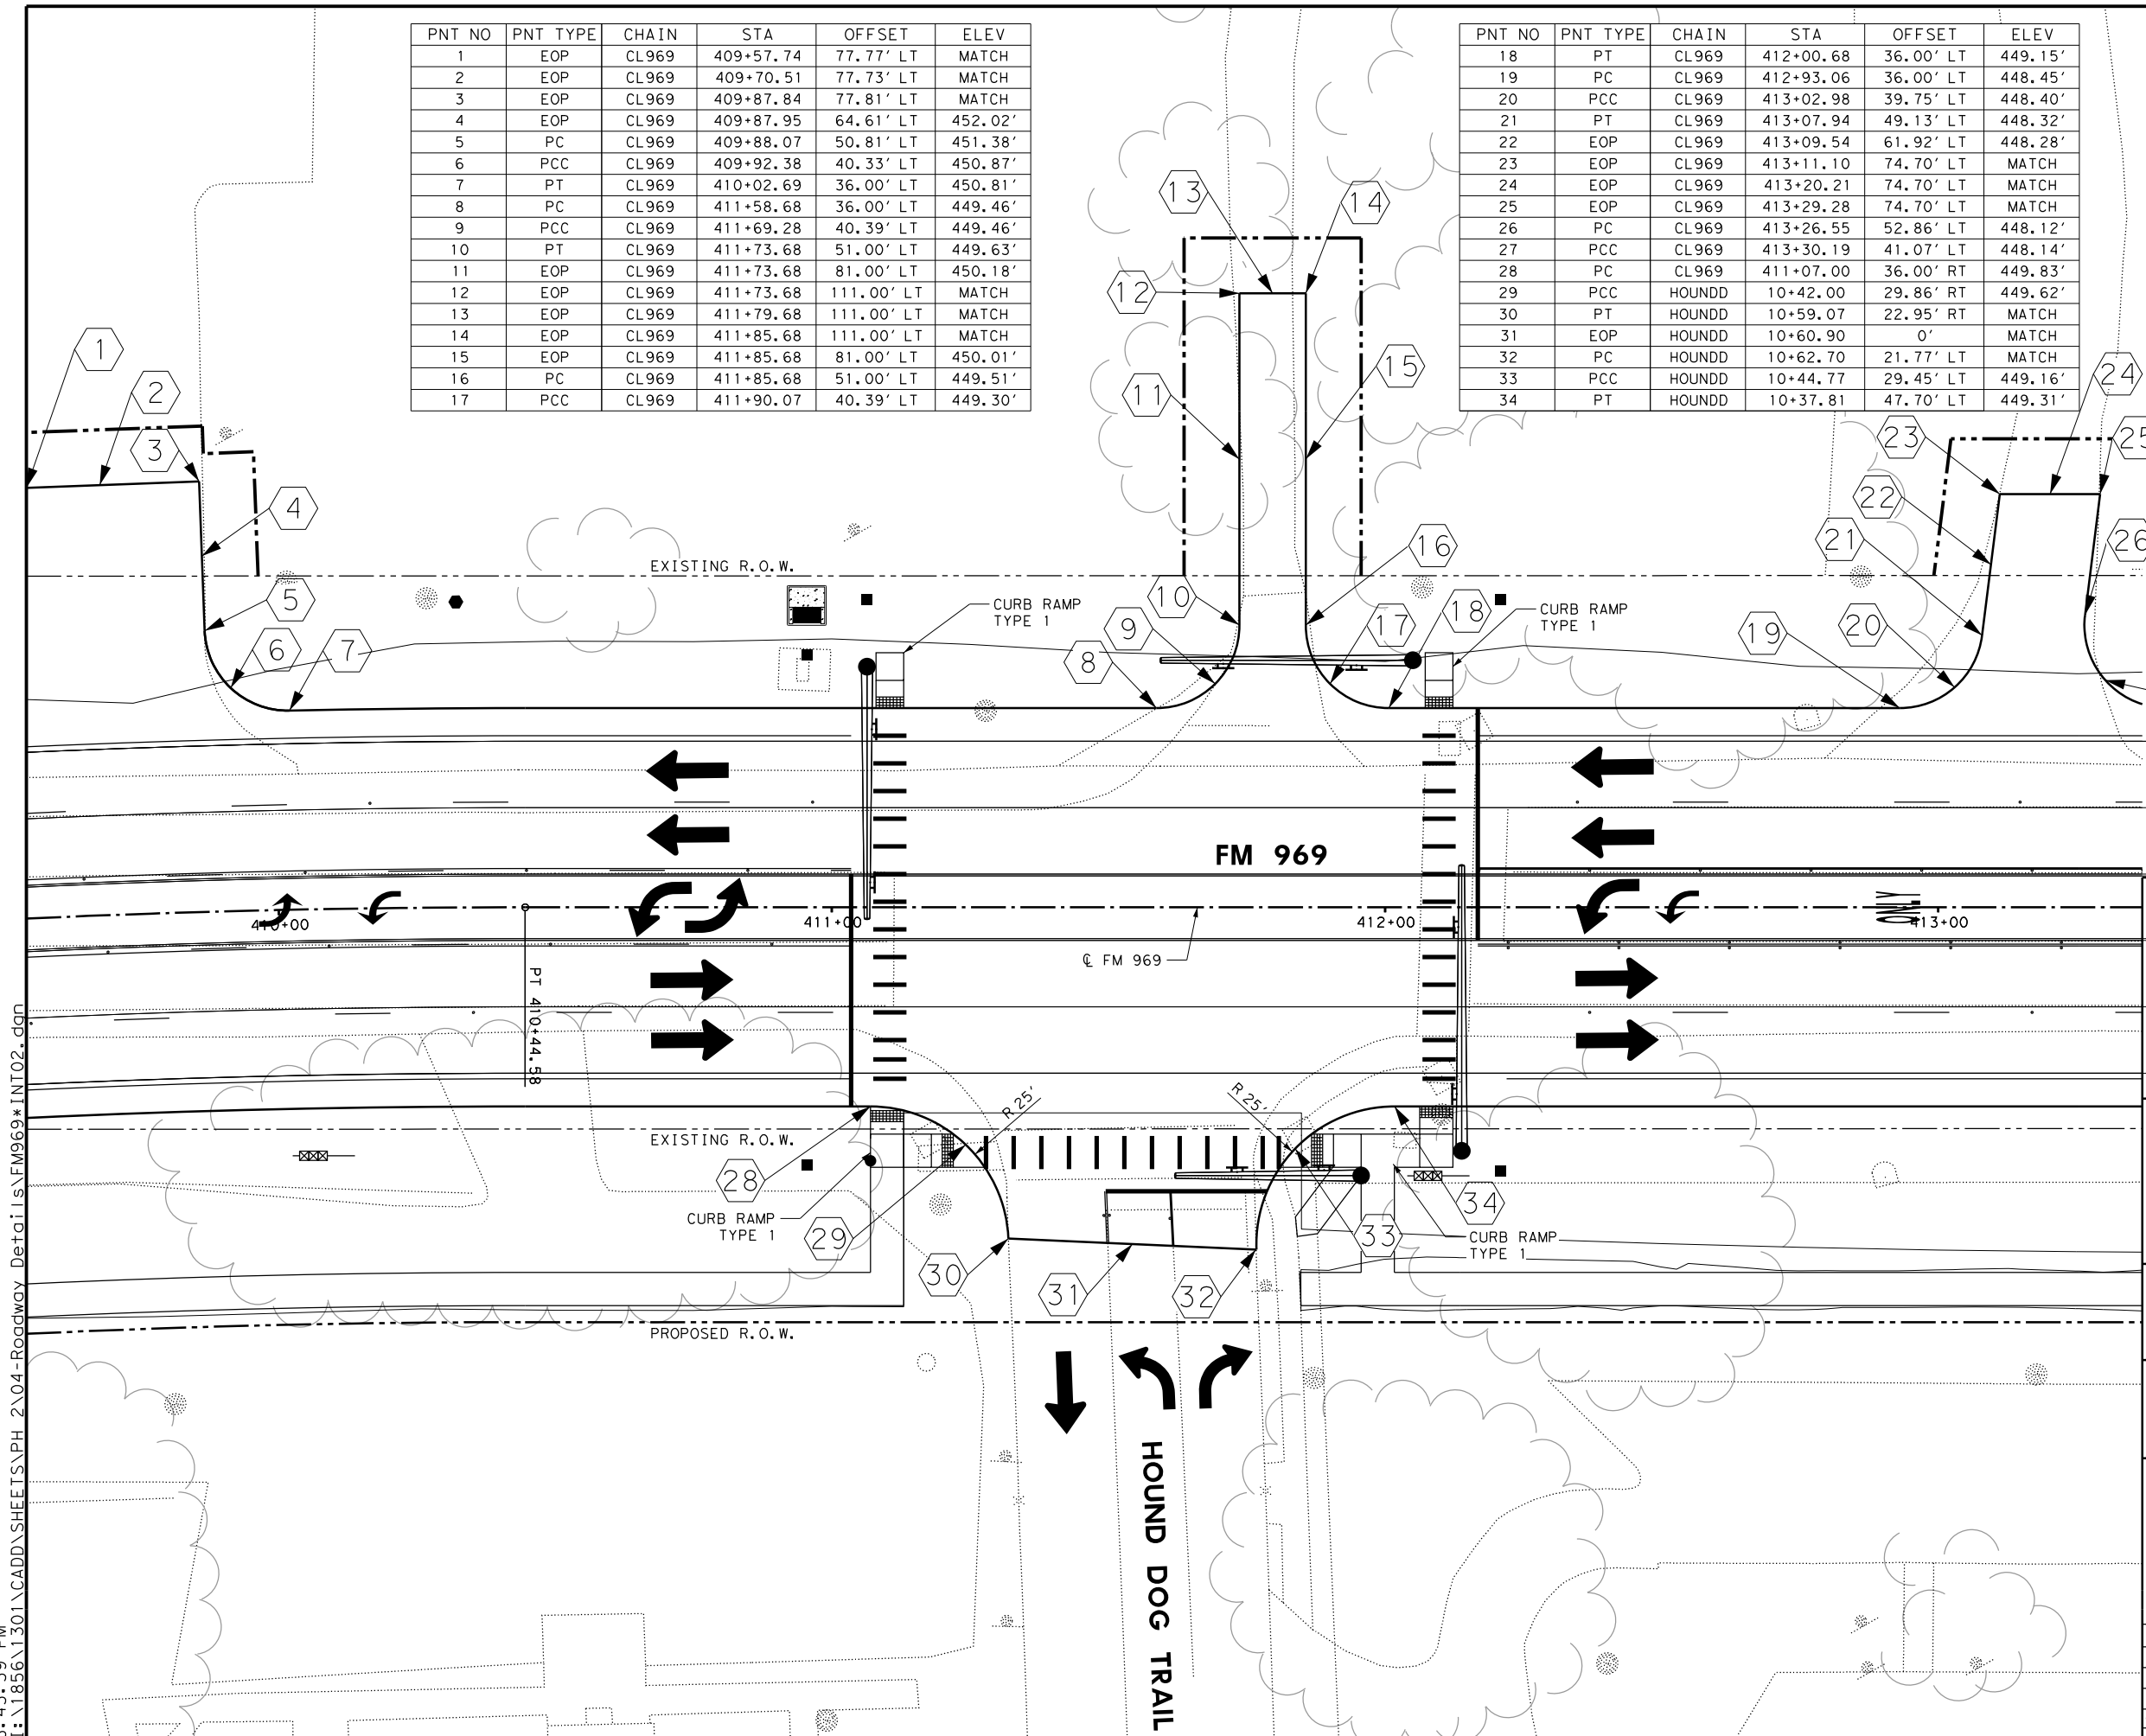 PNT NO PNT TYPE CHAIN STA OFFSET ELEV
1 EOP CL969 409+57.74 77.77' LT MATCH
2 EOP CL969 409+70.51 77.73' LT MATCH
3 EOP CL969 409+87.84 77.81' LT MATCH
4 EOP CL969 409+87.95 64.61' LT 452.02'
5 PC CL969 409+88.07 50.81' LT 451.38'
6 PCC CL969 409+92.38 40.33' LT 450.87'
7 PT CL969 410+02.69 36.00' LT 450.81'
8 PC CL969 411+58.68 36.00' LT 449.46'
9 PCC CL969 411+69.28 40.39' LT 449.46'
10 PT CL969 411+73.68 51.00' LT 449.63'
11 EOP CL969 411+73.68 81.00' LT 450.18'
12 EOP CL969 411+73.68 111.00' LT MATCH
13 EOP CL969 411+79.68 111.00' LT MATCH
14 EOP CL969 411+85.68 111.00' LT MATCH
15 EOP CL969 411+85.68 81.00' LT 450.01'
16 PC CL969 411+85.68 51.00' LT 449.51'
17 PCC CL969 411+90.07 40.39' LT 449.30'
PNT NO PNT TYPE CHAIN STA OFFSET ELEV
18 PT CL969 412+00.68 36.00' LT 449.15'
19 PC CL969 412+93.06 36.00' LT 448.45'
20 PCC CL969 413+02.98 39.75' LT 448.40'
21 PT CL969 413+07.94 49.13' LT 448.32'
22 EOP CL969 413+09.54 61.92' LT 448.28'
23 EOP CL969 413+11.10 74.70' LT MATCH
24 EOP CL969 413+20.21 74.70' LT MATCH
25 EOP CL969 413+29.28 74.70' LT MATCH
26 PC CL969 413+26.55 52.86' LT 448.12'
27 PCC CL969 413+30.19 41.07' LT 448.14'
28 PC CL969 411+07.00 36.00' RT 449.83'
29 PCC HOUNDD 10+42.00 29.86' RT 449.62'
30 PT HOUNDD 10+59.07 22.95' RT MATCH
31 EOP HOUNDD 10+60.90 0' MATCH
32 PC HOUNDD 10+62.70 21.77' LT MATCH
33 PCC HOUNDD 10+44.77 29.45' LT 449.16'
34 PT HOUNDD 10+37.81 47.70' LT 449.31'
13
14
12
1
15
24
2
11
23
25
3
22
4
21
26
16
EXISTING R.O.W.
5
10
18
CURB RAMP
TYPE 1
CURB RAMP
TYPE 1
9
17
19
20
6
7
8
FM 969
410+00
411+00
412+00
413+00
℄ FM 969
PT 410+44.58
R 25'
R 25'
EXISTING R.O.W.
28
34
CURB RAMP
TYPE 1
29
33
CURB RAMP
TYPE 1
30
31
32
PROPOSED R.O.W.
HOUND DOG TRAIL
I:\1856\1301\CADD\SHEETS\PH 2\04-Roadway Details\FM969*INT02.dgn